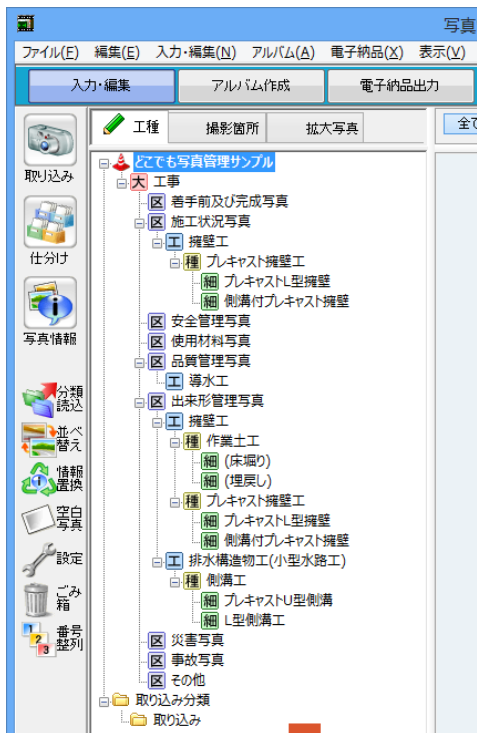 写真
ファイル(F) 編集(E) 入力・編集(N) アルバム(A) 電子納品(X) 表示(V)
入力・編集 アルバム作成 電子納品出力
工種 撮影箇所 拡大写真 全て
取り込み
仕分け
写真情報
分類
読込
並べ
替え
情報
置換
空白
写真
設定
ごみ
箱
番号
整列
1
2
3
どこでも写真管理サンプル
大 工事
区 着手前及び完成写真
区 施工状況写真
工 擁壁工
種 プレキャスト擁壁工
細 プレキャストL型擁壁
細 側溝付プレキャスト擁壁
区 安全管理写真
区 使用材料写真
区 品質管理写真
工 導水工
区 出来形管理写真
工 擁壁工
種 作業土工
細 (床堀り)
細 (埋戻し)
種 プレキャスト擁壁工
細 プレキャストL型擁壁
細 側溝付プレキャスト擁壁
工 排水構造物工(小型水路工)
種 側溝工
細 プレキャストU型側溝
細 L型側溝工
区 災害写真
区 事故写真
区 その他
取り込み分類
取り込み